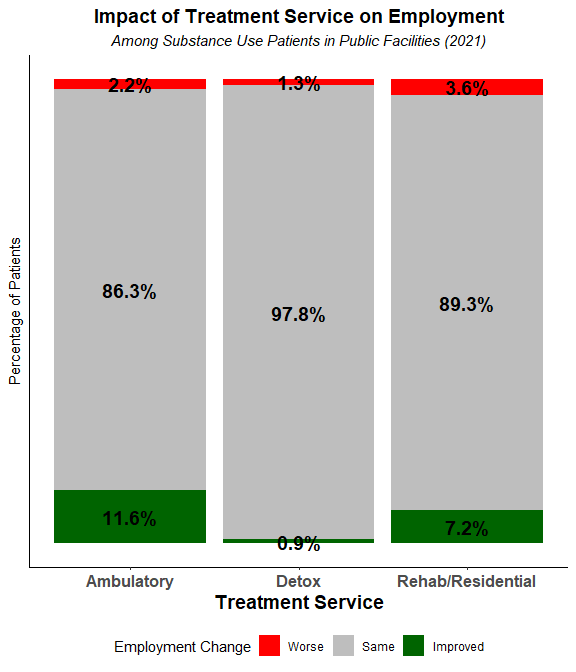 Impact of Treatment Service on Employment
Among Substance Use Patients in Public Facilities (2021)
Percentage of Patients
2.2% 1.3% 3.6%
86.3% 97.8% 89.3%
11.6% 0.9% 7.2%
Ambulatory Detox Rehab/Residential
Treatment Service
Employment Change Worse Same Improved